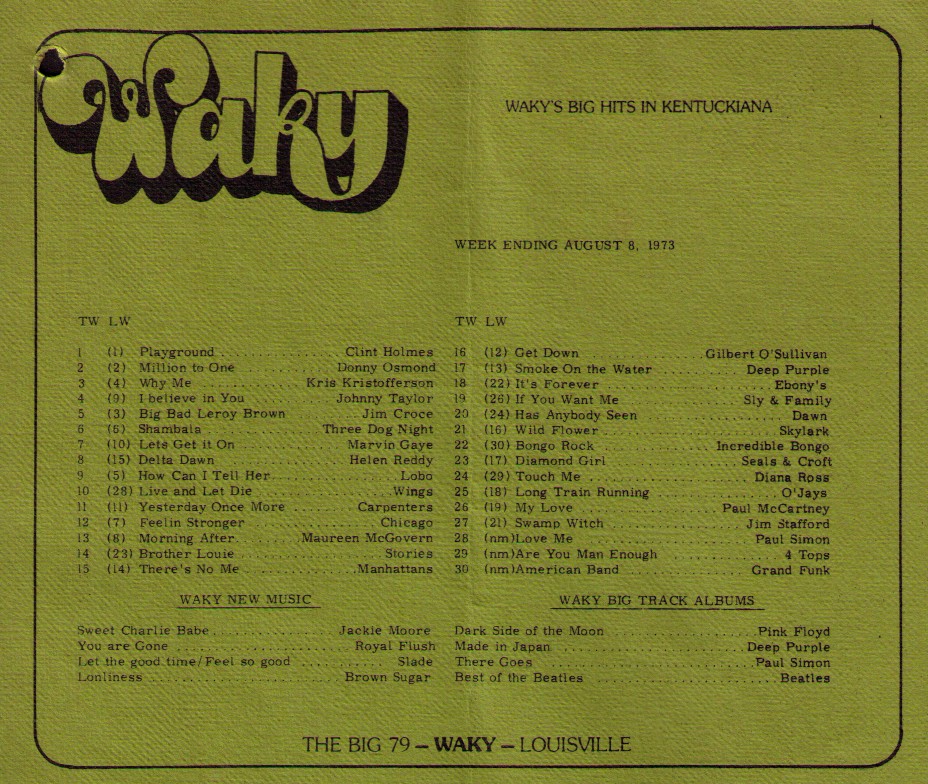 Waky
WAKY'S BIG HITS IN KENTUCKIANA
WEEK ENDING AUGUST 8, 1973
TW LW
1 (1) Playground . . . . . . . . . . . . . . . Clint Holmes
2 (2) Million to One . . . . . . . . . . . . Donny Osmond
3 (4) Why Me . . . . . . . . . . . . Kris Kristofferson
4 (9) I believe in You . . . . . . . . . . Johnny Taylor
5 (3) Big Bad Leroy Brown . . . . . . . . Jim Croce
6 (6) Shambala . . . . . . . . . . . . . Three Dog Night
7 (10) Lets Get it On . . . . . . . . . . . . Marvin Gaye
8 (15) Delta Dawn . . . . . . . . . . . . . . Helen Reddy
9 (5) How Can I Tell Her . . . . . . . . . . . . . Lobo
10 (28) Live and Let Die . . . . . . . . . . . . . . Wings
11 (11) Yesterday Once More . . . . . . . . Carpenters
12 (7) Feelin Stronger . . . . . . . . . . . . . Chicago
13 (8) Morning After . . . . . . . Maureen McGovern
14 (23) Brother Louie . . . . . . . . . . . . . . Stories
15 (14) There's No Me . . . . . . . . . . . . Manhattans
TW LW
16 (12) Get Down . . . . . . . . . . . . Gilbert O'Sullivan
17 (13) Smoke On the Water . . . . . . . . Deep Purple
18 (22) It's Forever . . . . . . . . . . . . . . . Ebony's
19 (26) If You Want Me . . . . . . . . . . Sly & Family
20 (24) Has Anybody Seen . . . . . . . . . . . . Dawn
21 (16) Wild Flower . . . . . . . . . . . . . . . Skylark
22 (30) Bongo Rock . . . . . . . . . . Incredible Bongo
23 (17) Diamond Girl . . . . . . . . . . . Seals & Croft
24 (29) Touch Me . . . . . . . . . . . . . . Diana Ross
25 (18) Long Train Running . . . . . . . . . . . O'Jays
26 (19) My Love . . . . . . . . . . . . . Paul McCartney
27 (21) Swamp Witch . . . . . . . . . . . . Jim Stafford
28 (nm)Love Me . . . . . . . . . . . . . . Paul Simon
29 (nm)Are You Man Enough . . . . . . . . . 4 Tops
30 (nm)American Band . . . . . . . . . . Grand Funk
WAKY NEW MUSIC
Sweet Charlie Babe . . . . . . . . . . . Jackie Moore
You are Gone . . . . . . . . . . . . . . Royal Flush
Let the good time/Feel so good . . . . . . . . . Slade
Lonliness . . . . . . . . . . . . . . . . Brown Sugar
WAKY BIG TRACK ALBUMS
Dark Side of the Moon . . . . . . . . . . . Pink Floyd
Made in Japan . . . . . . . . . . . . . . Deep Purple
There Goes . . . . . . . . . . . . . . . . Paul Simon
Best of the Beatles . . . . . . . . . . . . . . Beatles
THE BIG 79 – WAKY – LOUISVILLE